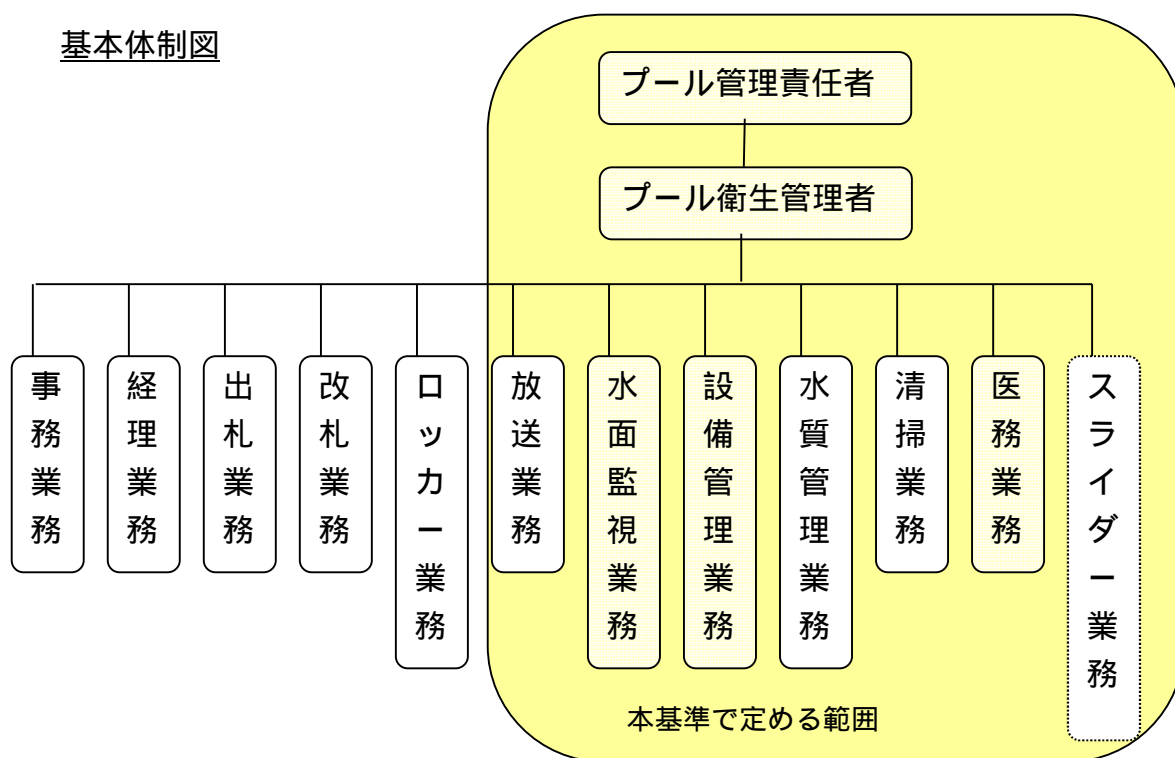 基本体制図
プール管理責任者
プール衛生管理者
事務業務
経理業務
出札業務
改札業務
ロッカー業務
放送業務
水面監視業務
設備管理業務
水質管理業務
清掃業務
医務業務
スライダー業務
本基準で定める範囲